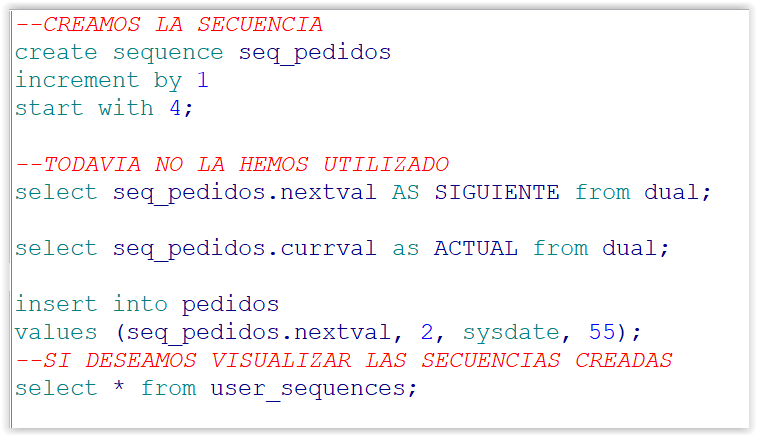 --CREAMOS LA SECUENCIA
create sequence seq_pedidos
increment by 1
start with 4;
--TODAVIA NO LA HEMOS UTILIZADO
select seq_pedidos.nextval AS SIGUIENTE from dual;
select seq_pedidos.currval as ACTUAL from dual;
insert into pedidos
values (seq_pedidos.nextval, 2, sysdate, 55);
--SI DESEAMOS VISUALIZAR LAS SECUENCIAS CREADAS
select * from user_sequences;